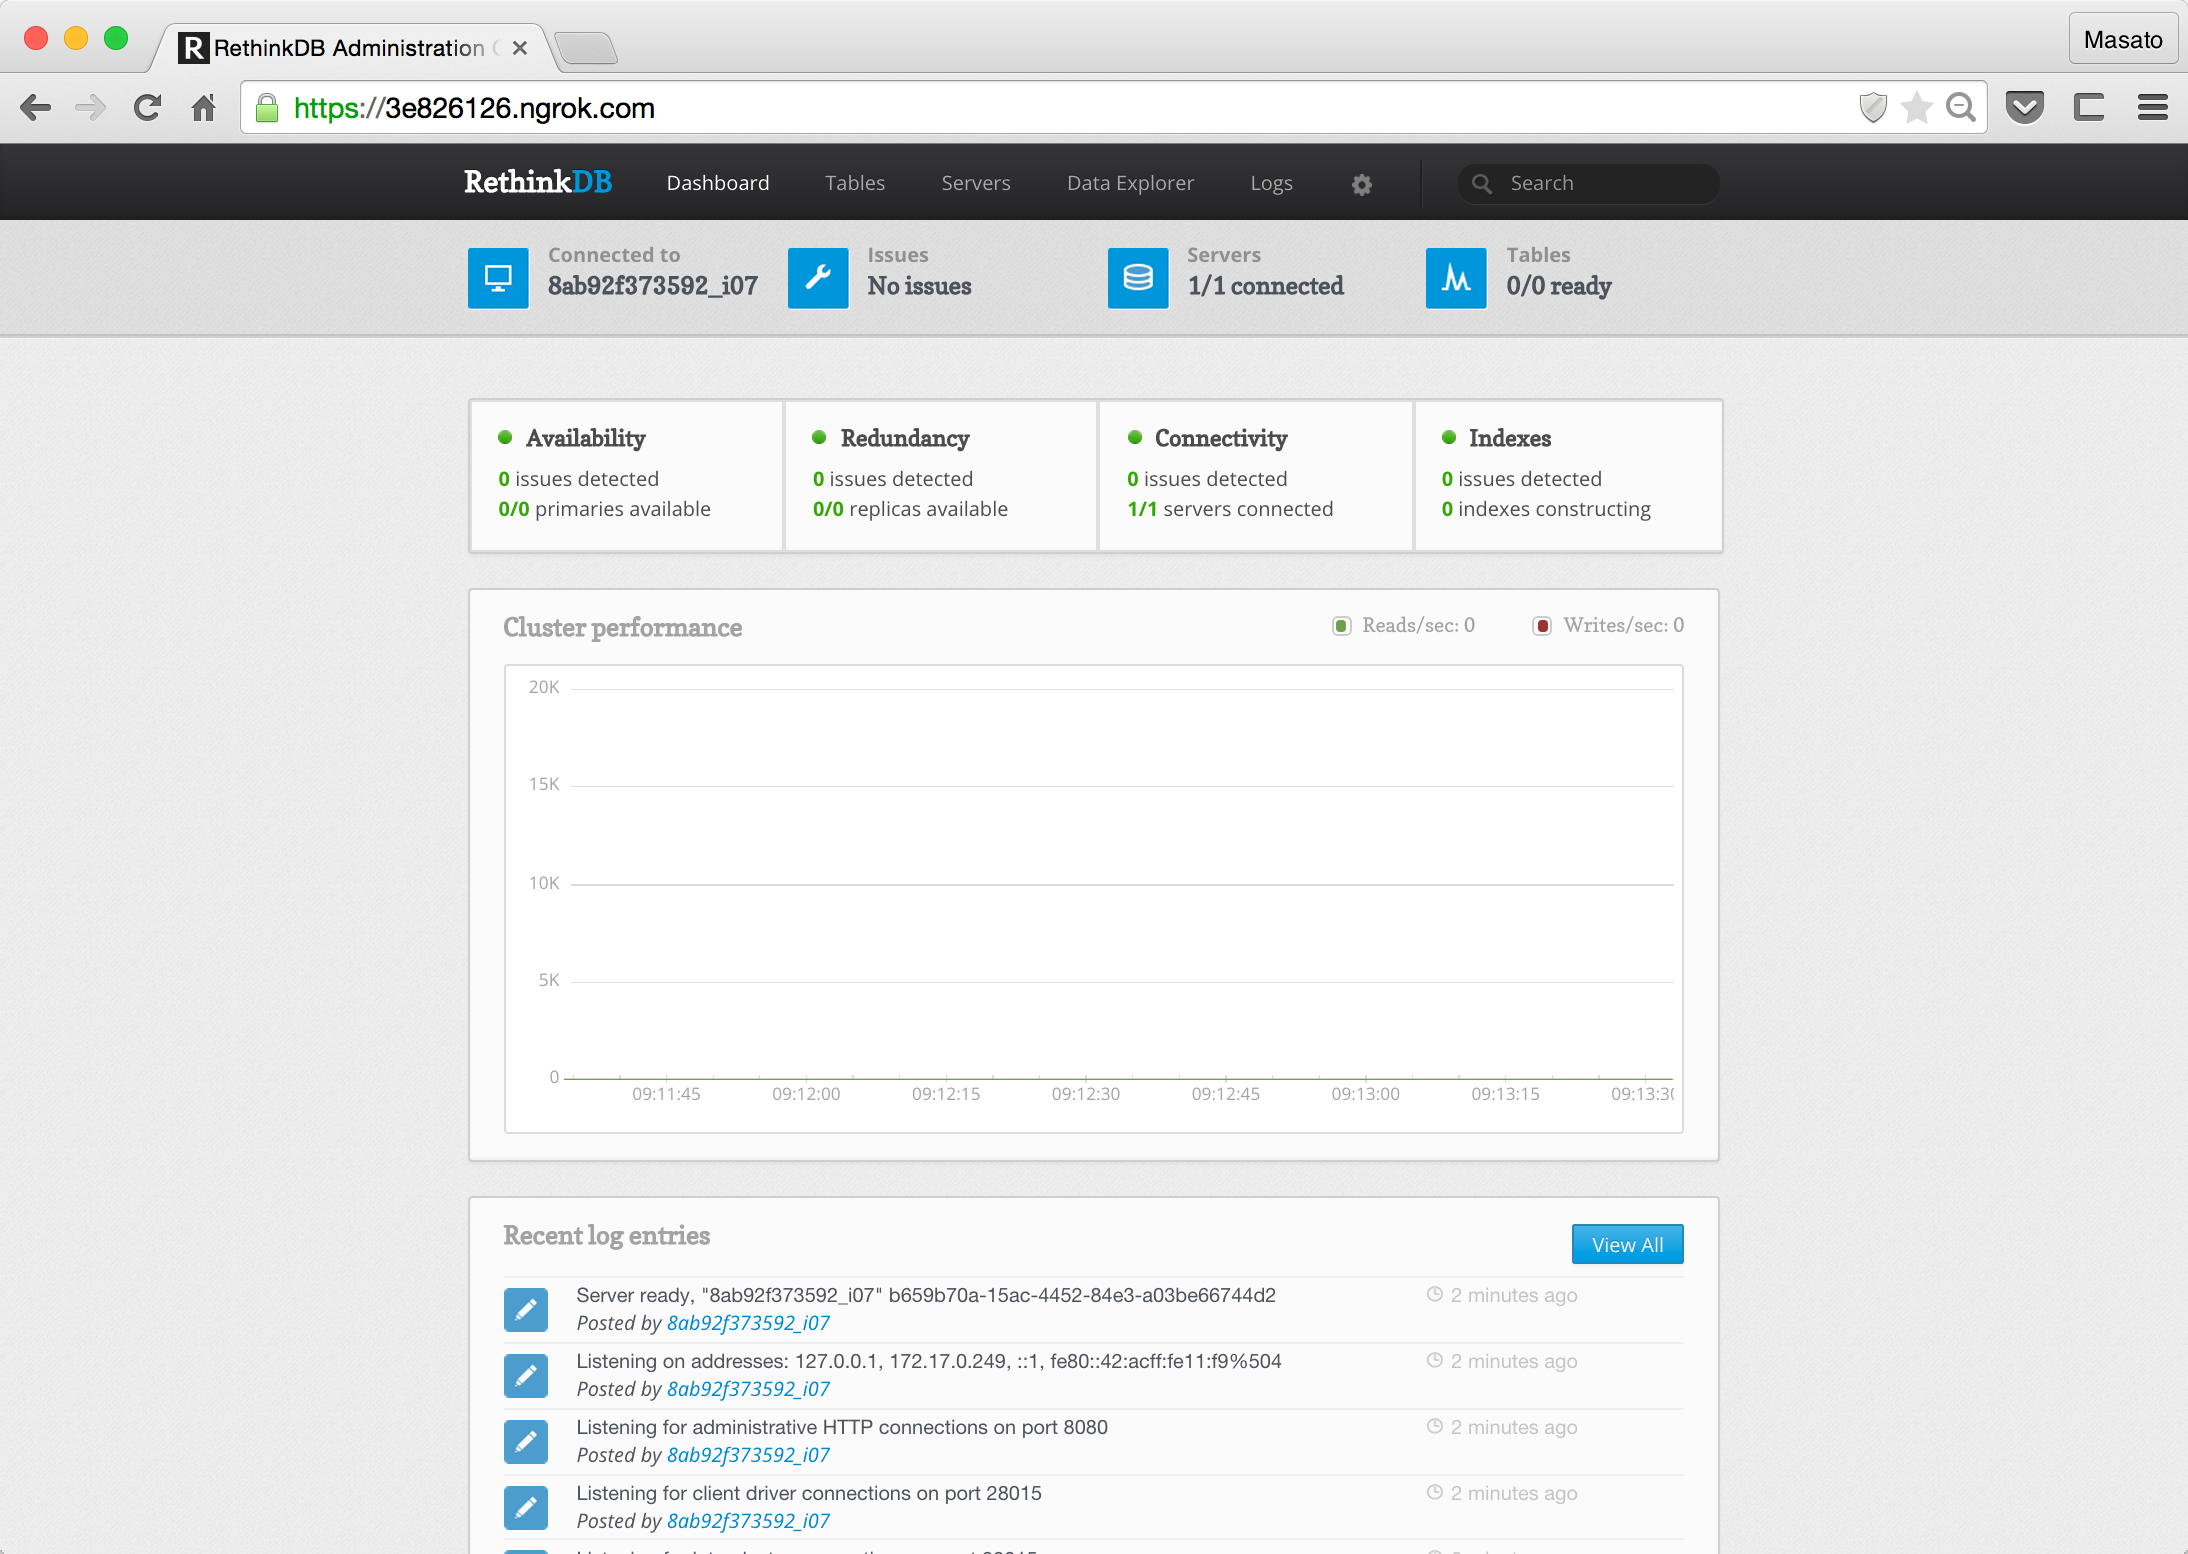 RethinkDB Administration
Masato
https://3e826126.ngrok.com
RethinkDB
Dashboard
Tables
Servers
Data Explorer
Logs
Search
Connected to
8ab92f373592_i07
Issues
No issues
Servers
1/1 connected
Tables
0/0 ready
Availability
0 issues detected
0/0 primaries available
Redundancy
0 issues detected
0/0 replicas available
Connectivity
0 issues detected
1/1 servers connected
Indexes
0 issues detected
0 indexes constructing
Cluster performance
Reads/sec: 0
Writes/sec: 0
20K
15K
10K
5K
0
09:11:45 09:12:00 09:12:15 09:12:30 09:12:45 09:13:00 09:13:15 09:13:30
Recent log entries
View All
Server ready, "8ab92f373592_i07" b659b70a-15ac-4452-84e3-a03be66744d2
2 minutes ago
Posted by 8ab92f373592_i07
Listening on addresses: 127.0.0.1, 172.17.0.249, ::1, fe80::42:acff:fe11:f9%504
2 minutes ago
Posted by 8ab92f373592_i07
Listening for administrative HTTP connections on port 8080
2 minutes ago
Posted by 8ab92f373592_i07
Listening for client driver connections on port 28015
2 minutes ago
Posted by 8ab92f373592_i07